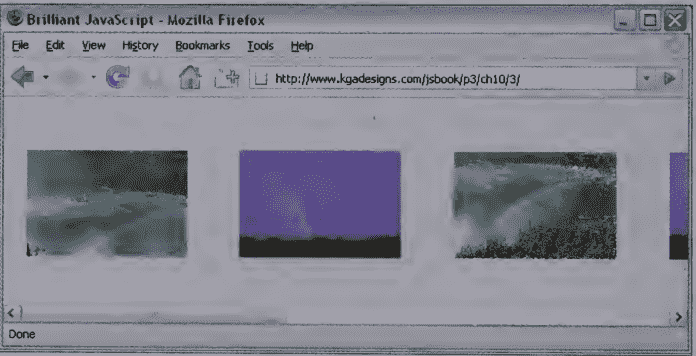 Brilliant JavaScript - Mozilla Firefox
File Edit View History Bookmarks Tools Help
http://www.kgadesigns.com/jsbook/p3/ch10/3/
Done